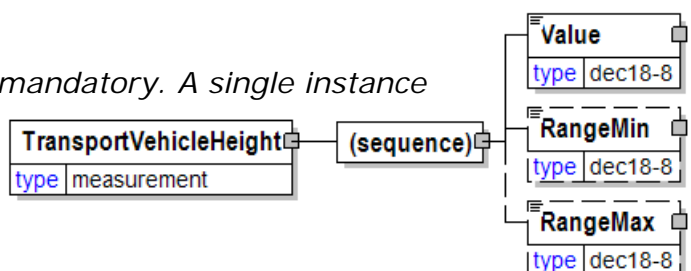 Value
type dec18-8
mandatory. A single instance
TransportVehicleHeight
type measurement
(sequence)
RangeMin
type dec18-8
RangeMax
type dec18-8